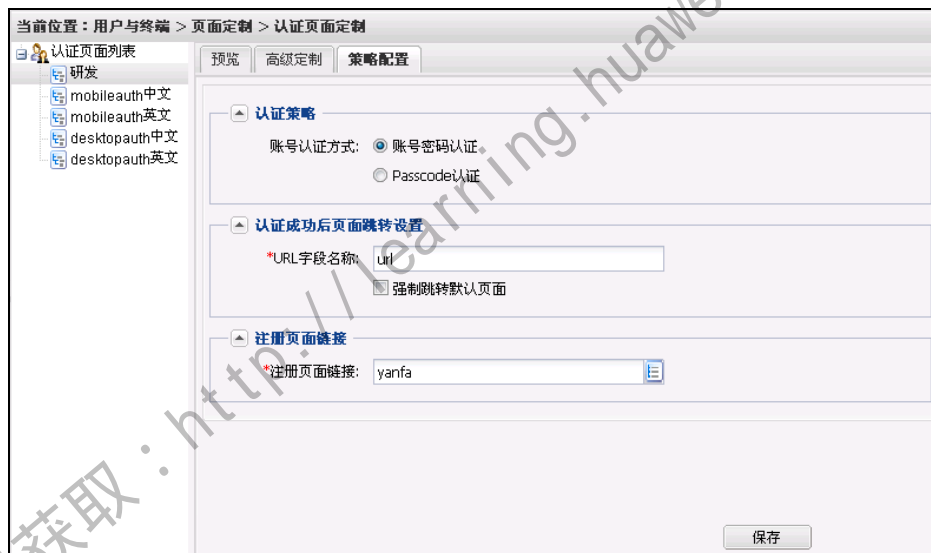 当前位置：用户与终端 > 页面定制 > 认证页面定制
认证页面列表
研发
mobileauth中文
mobileauth英文
desktopauth中文
desktopauth英文
预览 高级定制 策略配置
认证策略
账号认证方式: 账号密码认证
Passcode认证
认证成功后页面跳转设置
*URL字段名称: url
强制跳转默认页面
注册页面链接
*注册页面链接: yanfa
保存
获取：http://learning.huawe